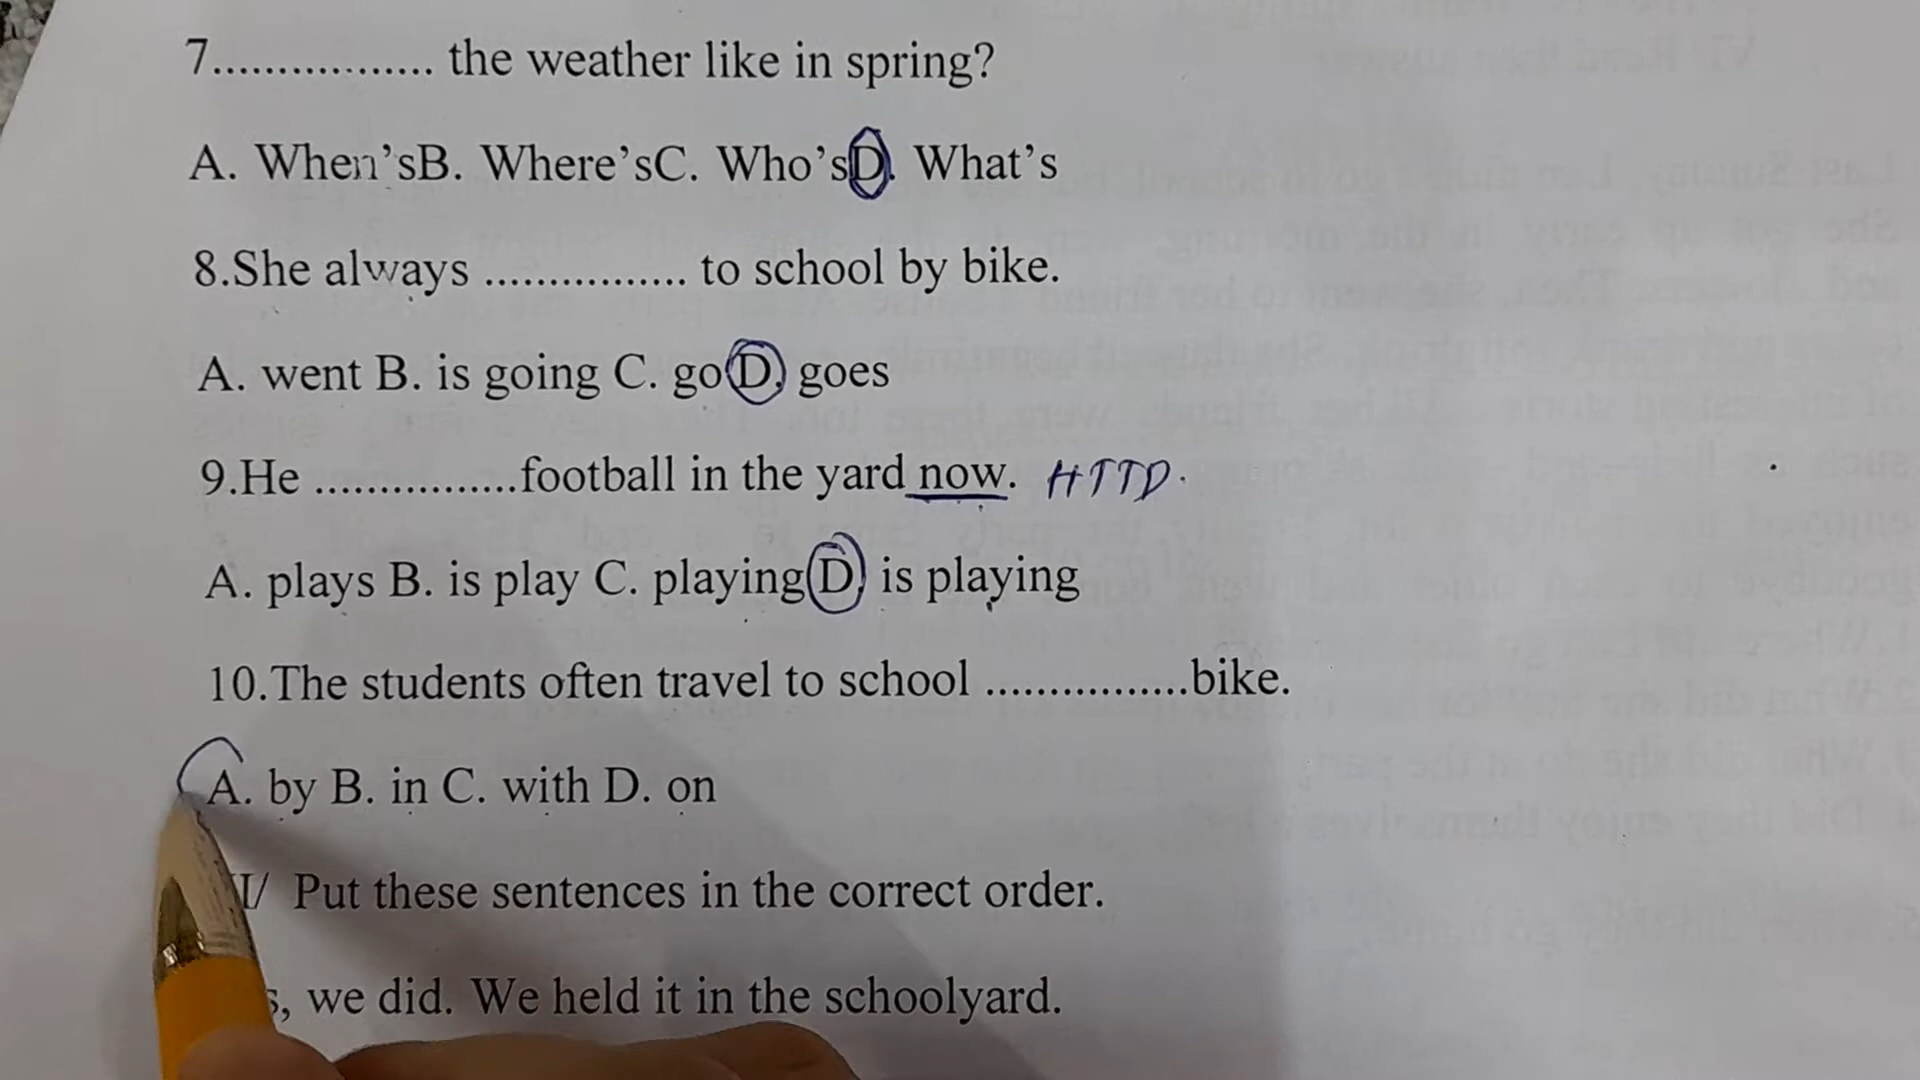 7................. the weather like in spring?
A. When'sB. Where'sC. Who'sD. What's
8.She always ................ to school by bike.
A. went B. is going C. go D. goes
9.He ................football in the yard now. HTTD.
A. plays B. is play C. playing D. is playing
10.The students often travel to school ................bike.
A. by B. in C. with D. on
Put these sentences in the correct order.
we did. We held it in the schoolyard.